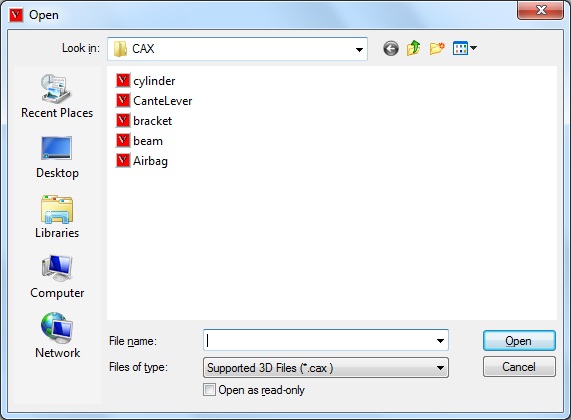 Open
Look in:
CAX
cylinder
CanteLever
bracket
beam
Airbag
Recent Places
Desktop
Libraries
Computer
Network
File name:
Open
Files of type:
Supported 3D Files (*.cax )
Cancel
Open as read-only